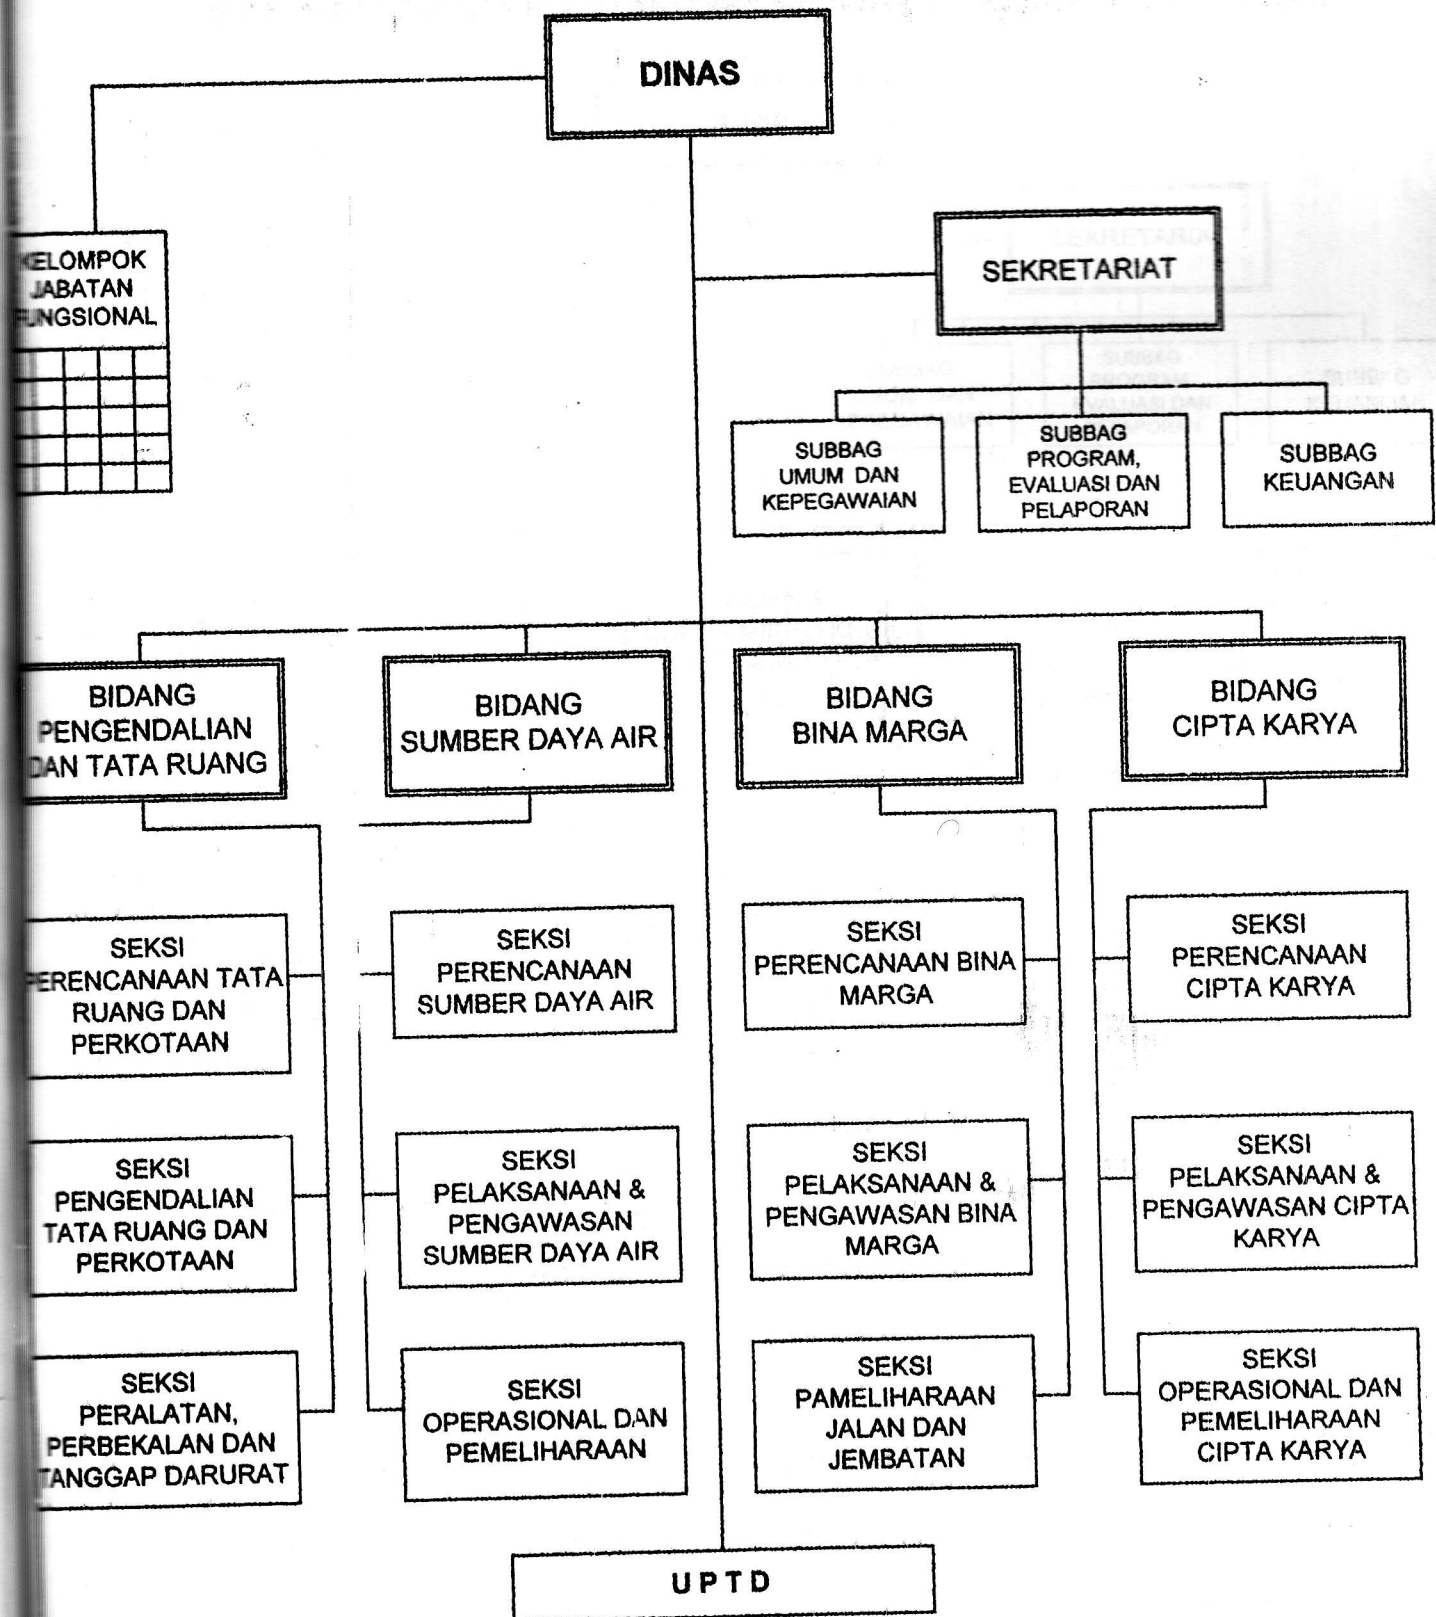 DINAS
KELOMPOK
JABATAN
FUNGSIONAL
SEKRETARIAT
SUBBAG
UMUM DAN
KEPEGAWAIAN
SUBBAG
PROGRAM,
EVALUASI DAN
PELAPORAN
SUBBAG
KEUANGAN
BIDANG
PENGENDALIAN
DAN TATA RUANG
BIDANG
SUMBER DAYA AIR
BIDANG
BINA MARGA
BIDANG
CIPTA KARYA
SEKSI
PERENCANAAN TATA
RUANG DAN
PERKOTAAN
SEKSI
PERENCANAAN
SUMBER DAYA AIR
SEKSI
PERENCANAAN BINA
MARGA
SEKSI
PERENCANAAN
CIPTA KARYA
SEKSI
PENGENDALIAN
TATA RUANG DAN
PERKOTAAN
SEKSI
PELAKSANAAN &
PENGAWASAN
SUMBER DAYA AIR
SEKSI
PELAKSANAAN &
PENGAWASAN BINA
MARGA
SEKSI
PELAKSANAAN &
PENGAWASAN CIPTA
KARYA
SEKSI
PERALATAN,
PERBEKALAN DAN
TANGGAP DARURAT
SEKSI
OPERASIONAL DAN
PEMELIHARAAN
SEKSI
PAMELIHARAAN
JALAN DAN
JEMBATAN
SEKSI
OPERASIONAL DAN
PEMELIHARAAN
CIPTA KARYA
UPTD